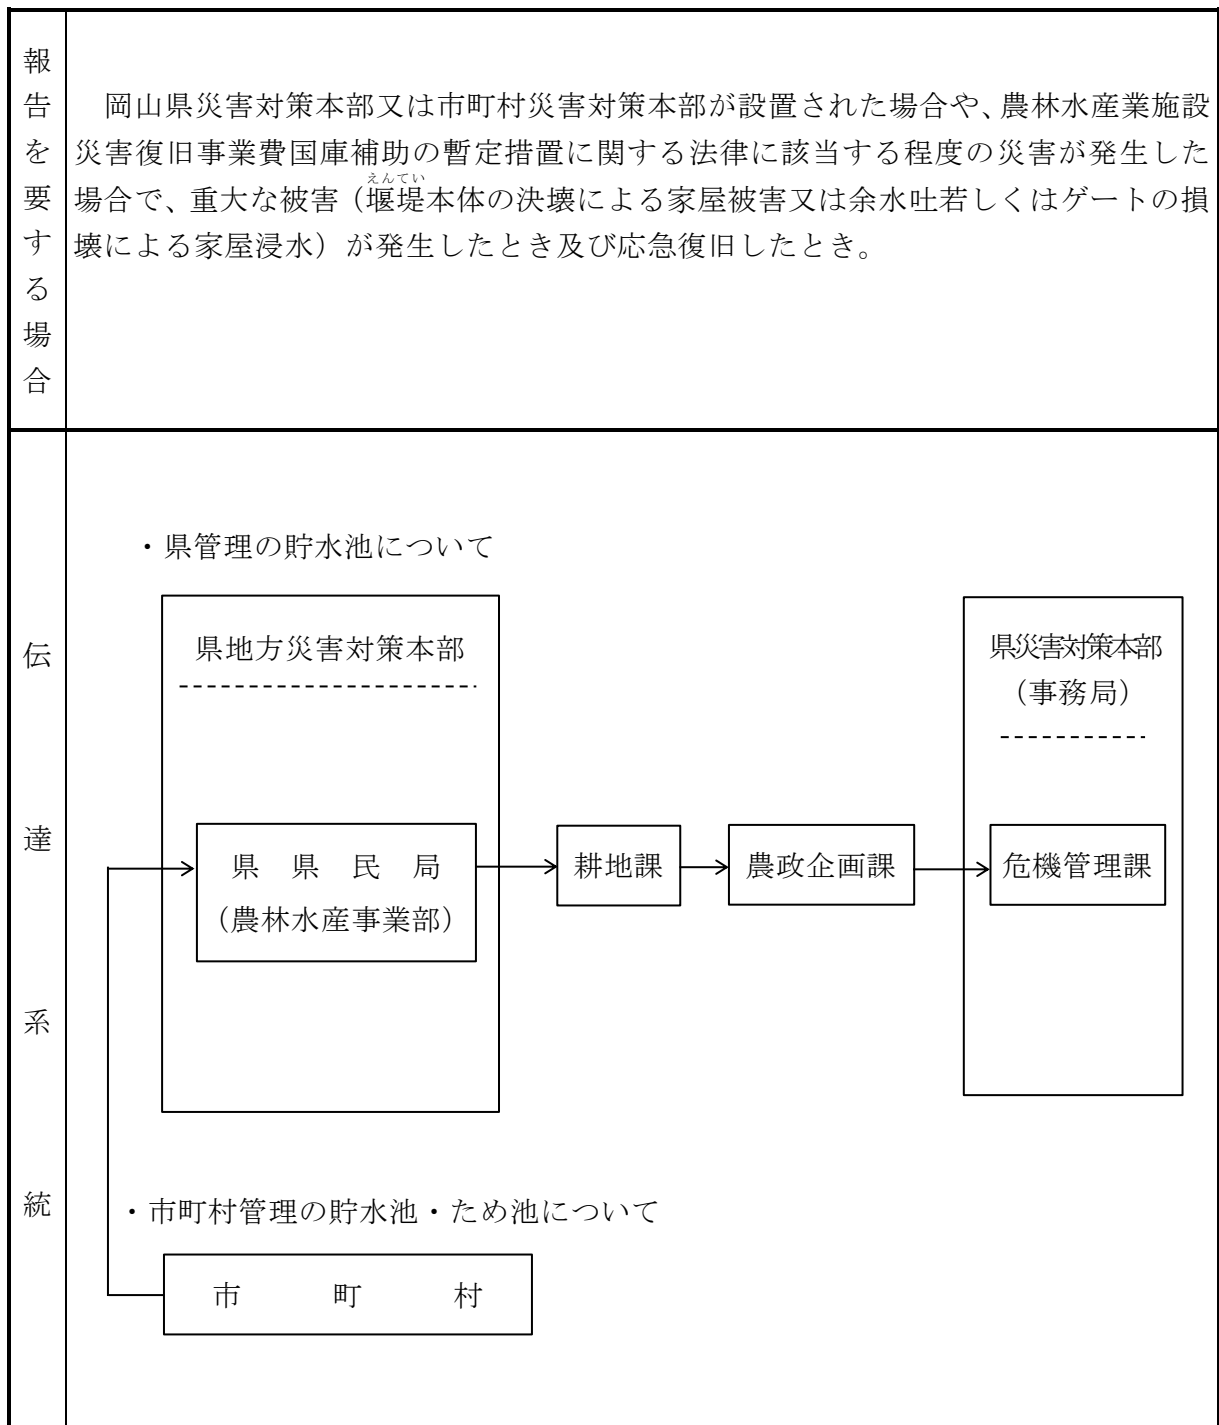 報告を要する場合
岡山県災害対策本部又は市町村災害対策本部が設置された場合や、農林水産業施設
災害復旧事業費国庫補助の暫定措置に関する法律に該当する程度の災害が発生した
えんてい
場合で、重大な被害（堰堤本体の決壊による家屋被害又は余水吐若しくはゲートの損
壊による家屋浸水）が発生したとき及び応急復旧したとき。
伝達系統
・県管理の貯水池について
県地方災害対策本部
県県民局
（農林水産事業部）
耕地課
農政企画課
県災害対策本部
（事務局）
危機管理課
・市町村管理の貯水池・ため池について
市町村